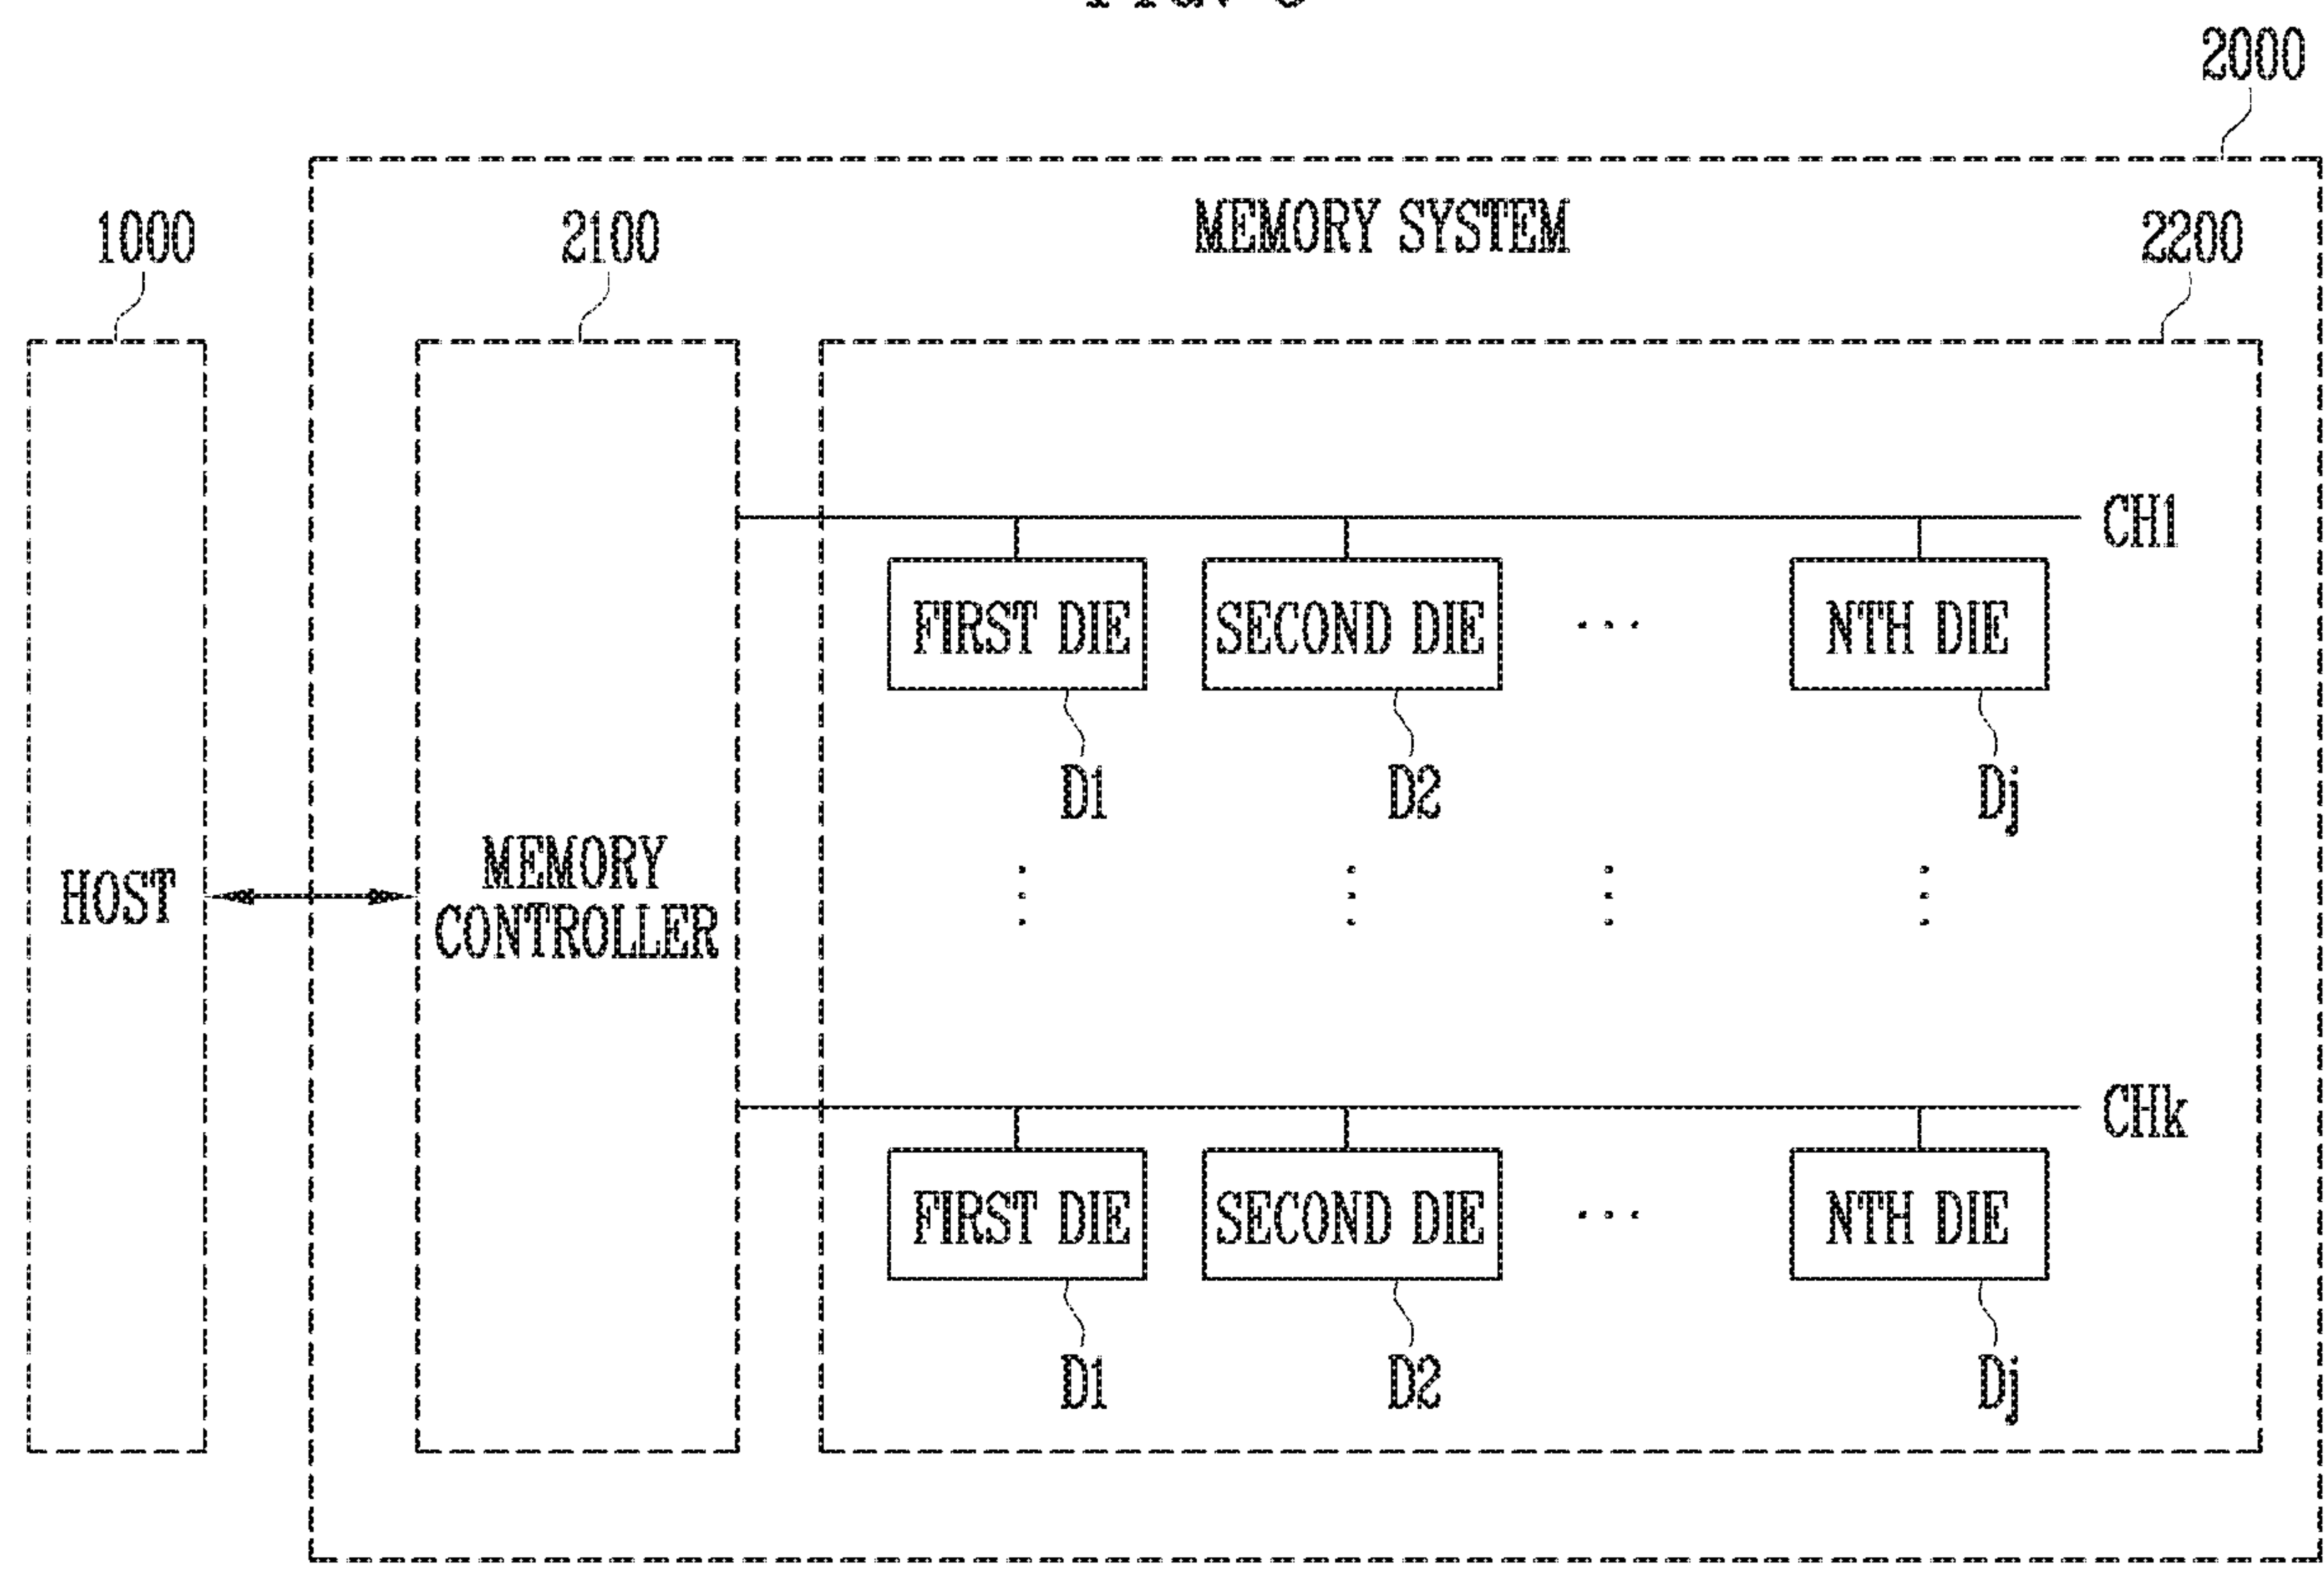 2000
MEMORY SYSTEM
1000
2100
2200
CH1
FIRST DIE
SECOND DIE
...
NTH DIE
D1
D2
Dj
HOST
MEMORY
CONTROLLER
CHk
FIRST DIE
SECOND DIE
...
NTH DIE
D1
D2
Dj